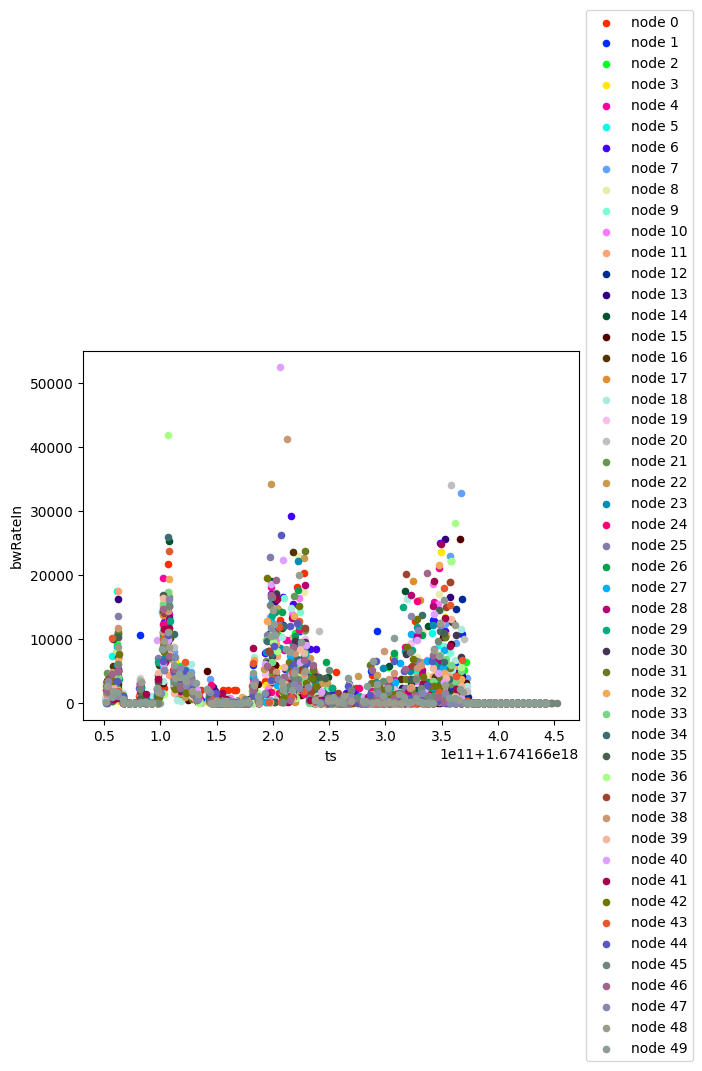 node 0
node 1
node 2
node 3
node 4
node 5
node 6
node 7
node 8
node 9
node 10
node 11
node 12
node 13
node 14
node 15
node 16
node 17
node 18
node 19
node 20
node 21
node 22
node 23
node 24
node 25
node 26
node 27
node 28
node 29
node 30
node 31
node 32
node 33
node 34
node 35
node 36
node 37
node 38
node 39
node 40
node 41
node 42
node 43
node 44
node 45
node 46
node 47
node 48
node 49
50000
40000
30000
20000
10000
0
bwRateIn
0.5 1.0 1.5 2.0 2.5 3.0 3.5 4.0 4.5
ts
1e11+1.674166e18